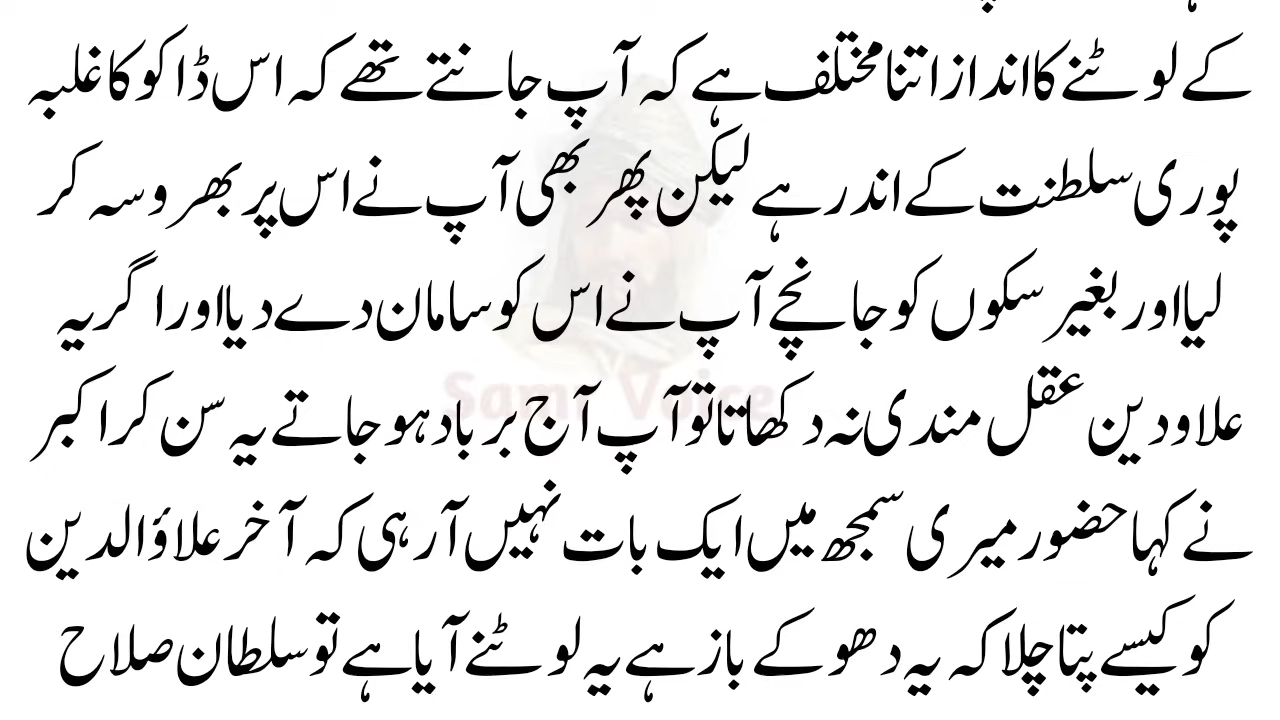 کے لوٹنے کا انداز اتنا مختلف ہے کہ آپ جانتے تھے کہ اس ڈاکو کا غلبہ
پوری سلطنت کے اندر ہے لیکن پھر بھی آپ نے اس پر بھروسہ کر
لیا اور بغیر سکوں کو جانچے آپ نے اس کو سامان دے دیا اور اگر یہ
علاودین عقل مندی نہ دکھاتا تو آپ آج برباد ہو جاتے یہ سن کر اکبر
نے کہا حضور میری سمجھ میں ایک بات نہیں آرہی کہ آخر علاؤالدین
کو کیسے پتا چلا کہ یہ دھوکے باز ہے یہ لوٹنے آیا ہے تو سلطان صلاح
Sami Voice